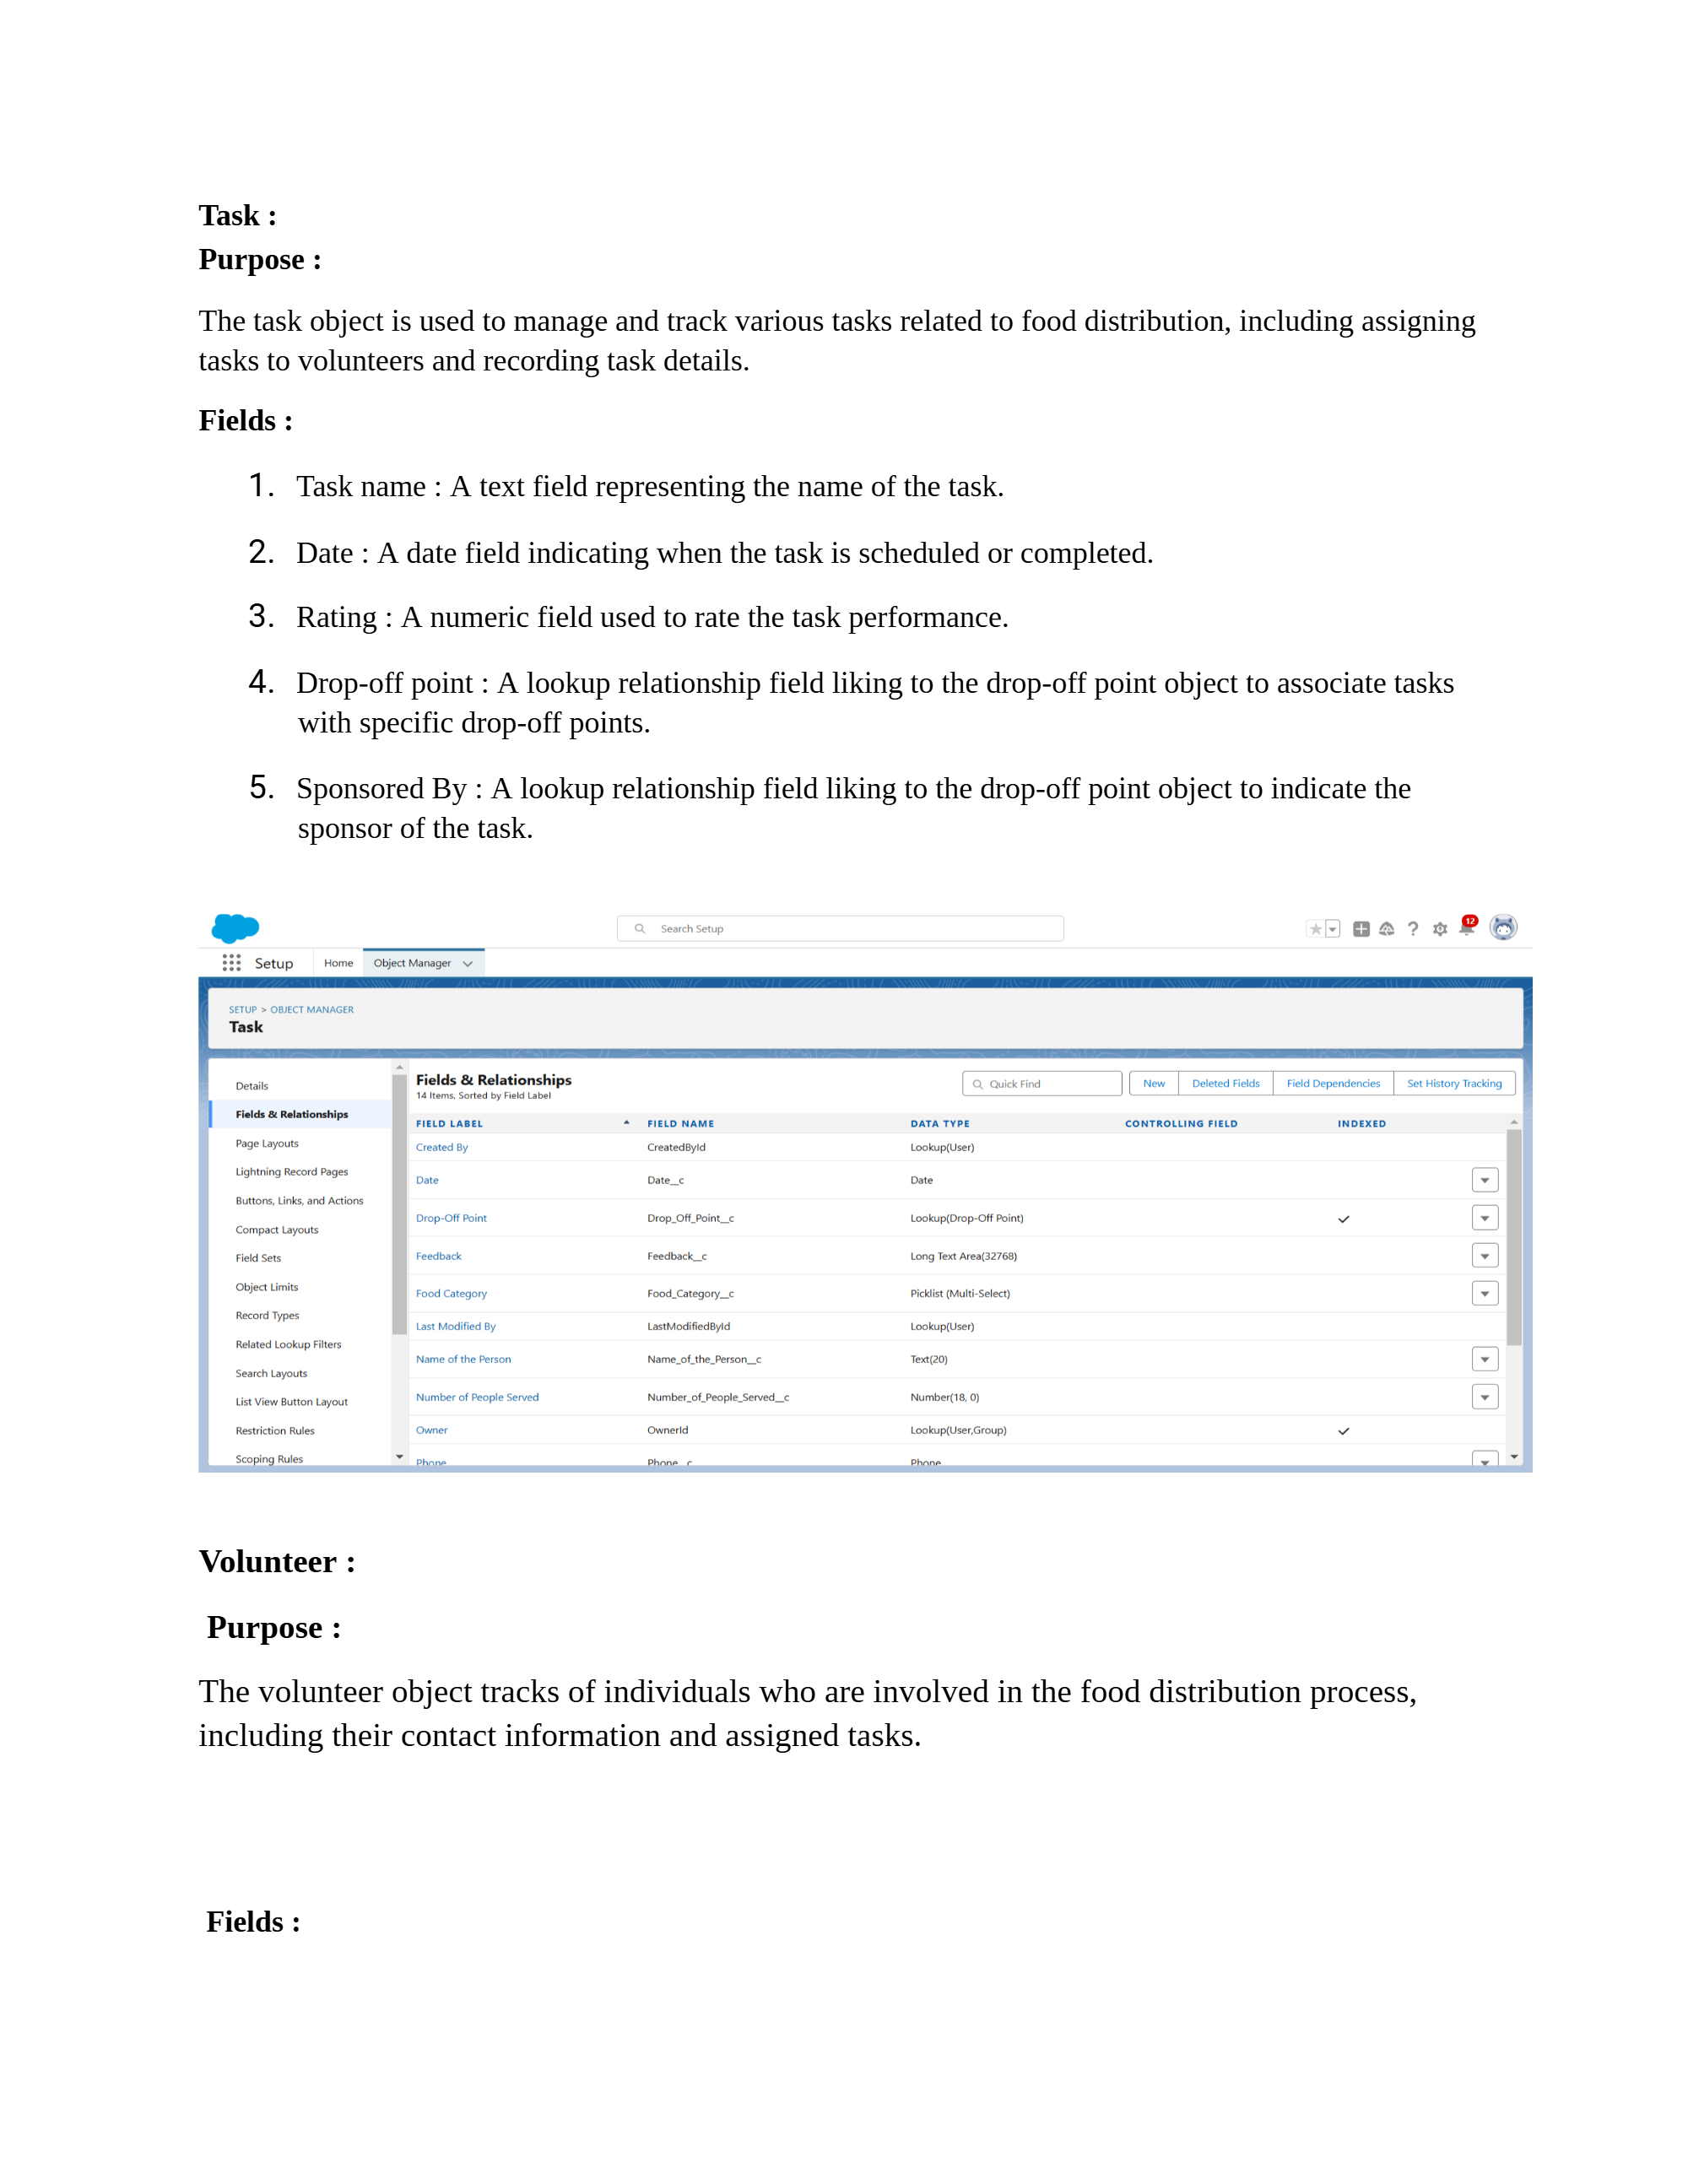 Task :
Purpose :
The task object is used to manage and track various tasks related to food distribution, including assigning
tasks to volunteers and recording task details.
Fields :
1. Task name : A text field representing the name of the task.
2. Date : A date field indicating when the task is scheduled or completed.
3. Rating : A numeric field used to rate the task performance.
4. Drop-off point : A lookup relationship field liking to the drop-off point object to associate tasks
with specific drop-off points.
5. Sponsored By : A lookup relationship field liking to the drop-off point object to indicate the
sponsor of the task.
Search Setup
12
Setup Home Object Manager
SETUP > OBJECT MANAGER
Task
Details
Fields & Relationships
Page Layouts
Lightning Record Pages
Buttons, Links, and Actions
Compact Layouts
Field Sets
Object Limits
Record Types
Related Lookup Filters
Search Layouts
List View Button Layout
Restriction Rules
Scoping Rules
Fields & Relationships
14 Items, Sorted by Field Label
Quick Find New Deleted Fields Field Dependencies Set History Tracking
FIELD LABEL FIELD NAME DATA TYPE CONTROLLING FIELD INDEXED
Created By CreatedById Lookup(User)
Date Date__c Date
Drop-Off Point Drop_Off_Point__c Lookup(Drop-Off Point)
Feedback Feedback__c Long Text Area(32768)
Food Category Food_Category__c Picklist (Multi-Select)
Last Modified By LastModifiedById Lookup(User)
Name of the Person Name_of_the_Person__c Text(20)
Number of People Served Number_of_People_Served__c Number(18, 0)
Owner OwnerId Lookup(User,Group)
Phone Phone__c Phone
Volunteer :
Purpose :
The volunteer object tracks of individuals who are involved in the food distribution process,
including their contact information and assigned tasks.
Fields :